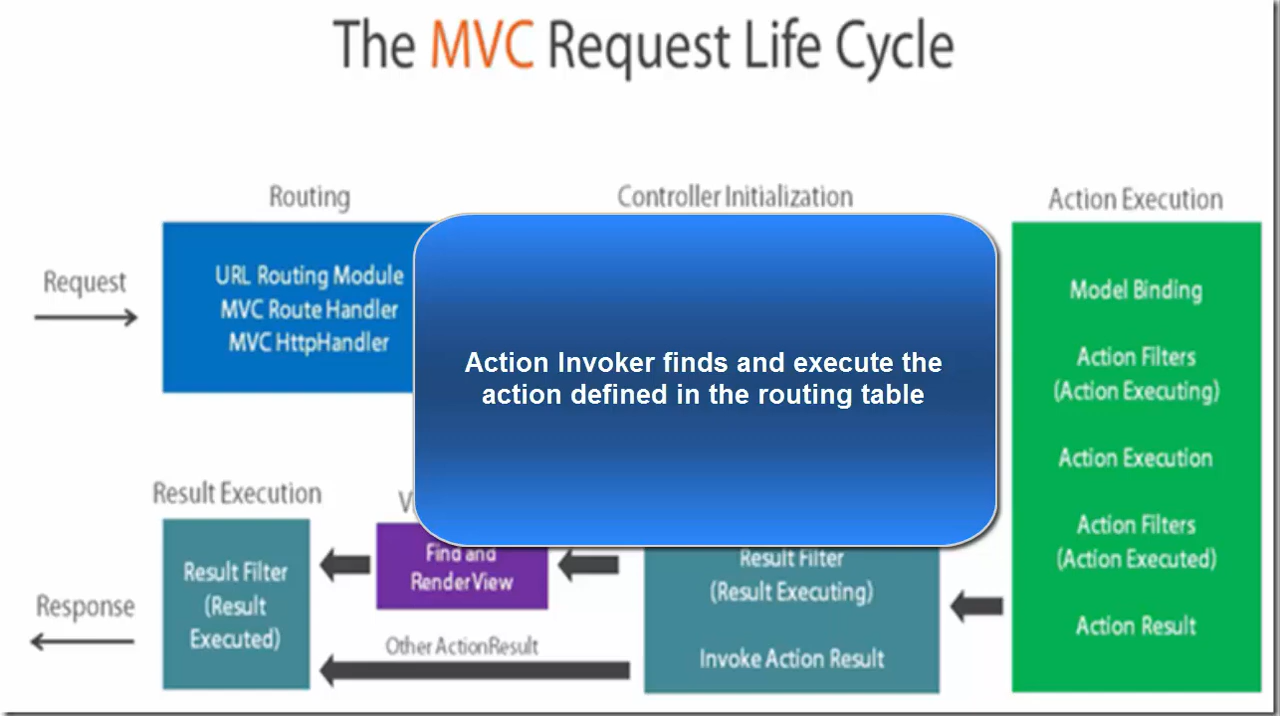 The MVC Request Life Cycle
Routing
Controller Initialization
Action Execution
Request
URL Routing Module
MVC Route Handler
MVC HttpHandler
Action Invoker finds and execute the
action defined in the routing table
Model Binding
Action Filters
(Action Executing)
Action Execution
Action Filters
(Action Executed)
Action Result
Result Execution
Response
Result Filter
(Result
Executed)
Find and
Render View
Other ActionResult
Result Filter
(Result Executing)
Invoke Action Result